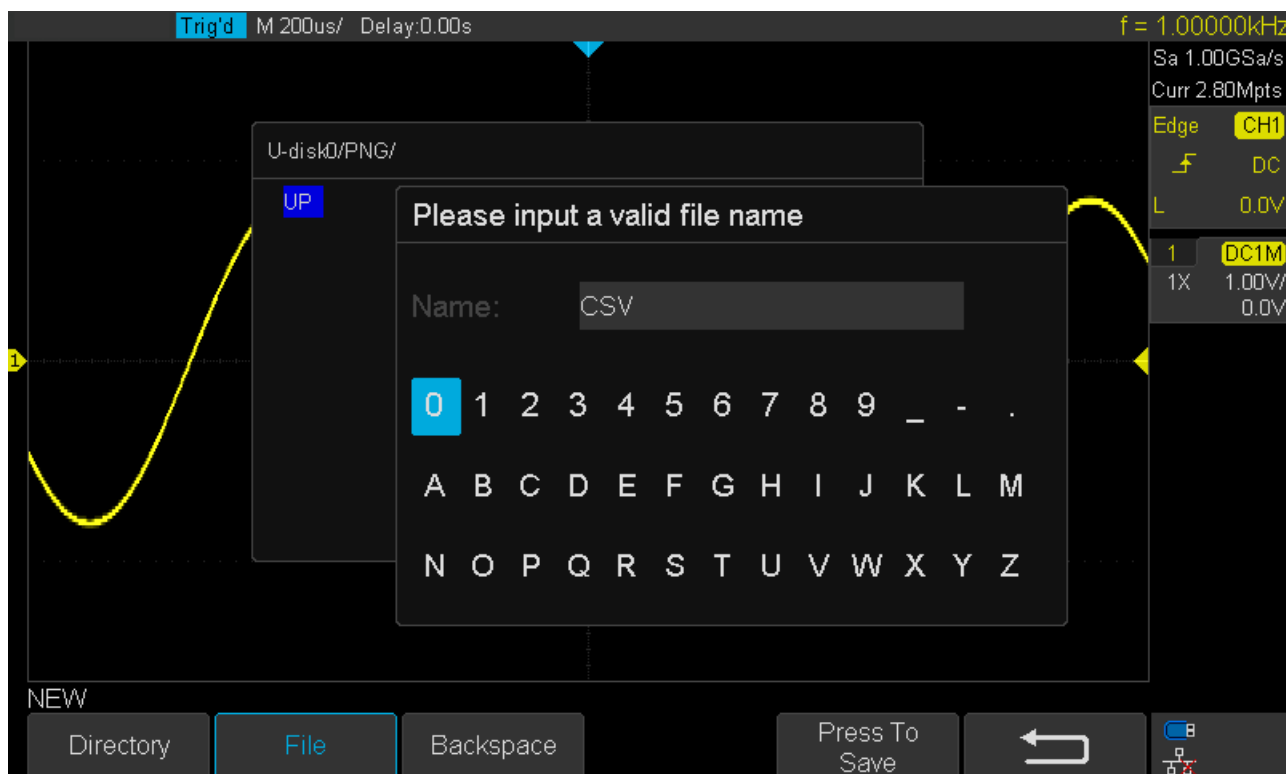 Trig'd M 200us/ Delay:0.00s f = 1.00000kHz
Sa 1.00GSa/s
Curr 2.80Mpts
Edge CH1
DC
L 0.0V
1 DC1M
1X 1.00V/
0.0V
U-disk0/PNG/
UP
Please input a valid file name
Name: CSV
0 1 2 3 4 5 6 7 8 9 _ - .
A B C D E F G H I J K L M
N O P Q R S T U V W X Y Z
1
NEW
Directory File Backspace Press To
Save